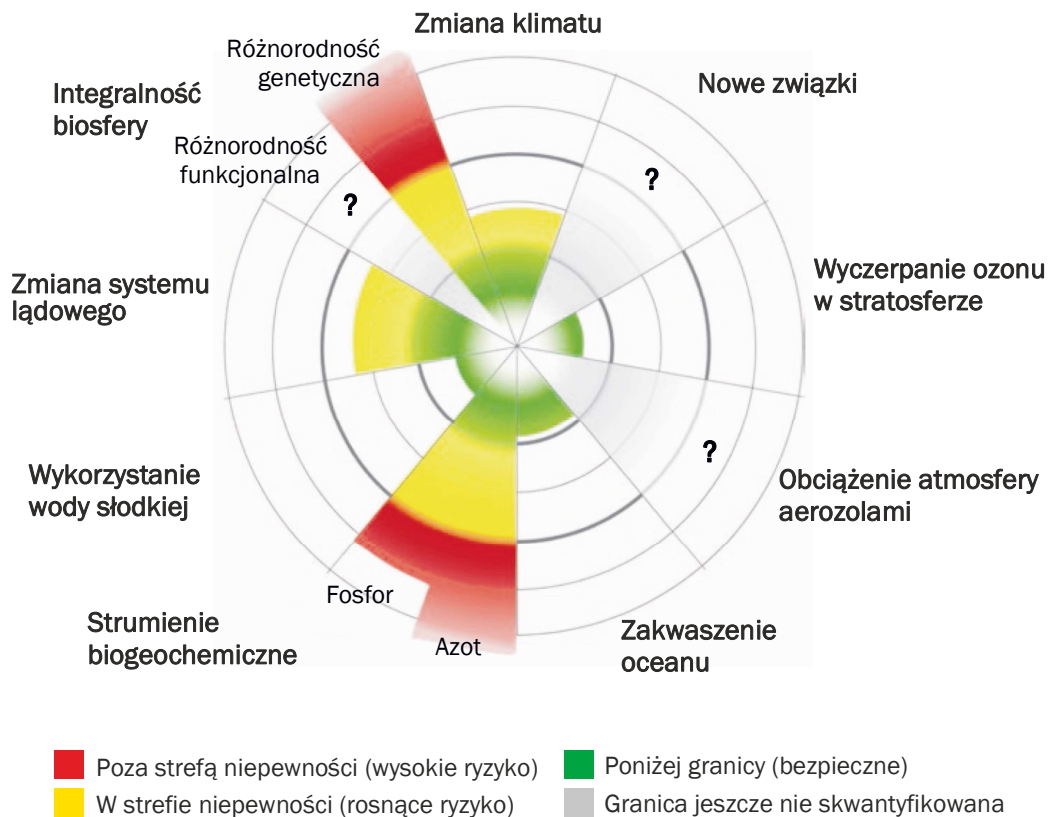 Zmiana klimatu
Różnorodność
genetyczna
Integralność
biosfery
Nowe związki
Różnorodność
funkcjonalna
?
?
Zmiana systemu
lądowego
Wyczerpanie ozonu
w stratosferze
?
Wykorzystanie
wody słodkiej
Obciążenie atmosfery
aerozolami
Fosfor
Azot
Strumienie
biogeochemiczne
Zakwaszenie
oceanu
Poza strefą niepewności (wysokie ryzyko)
W strefie niepewności (rosnące ryzyko)
Poniżej granicy (bezpieczne)
Granica jeszcze nie skwantyfikowana